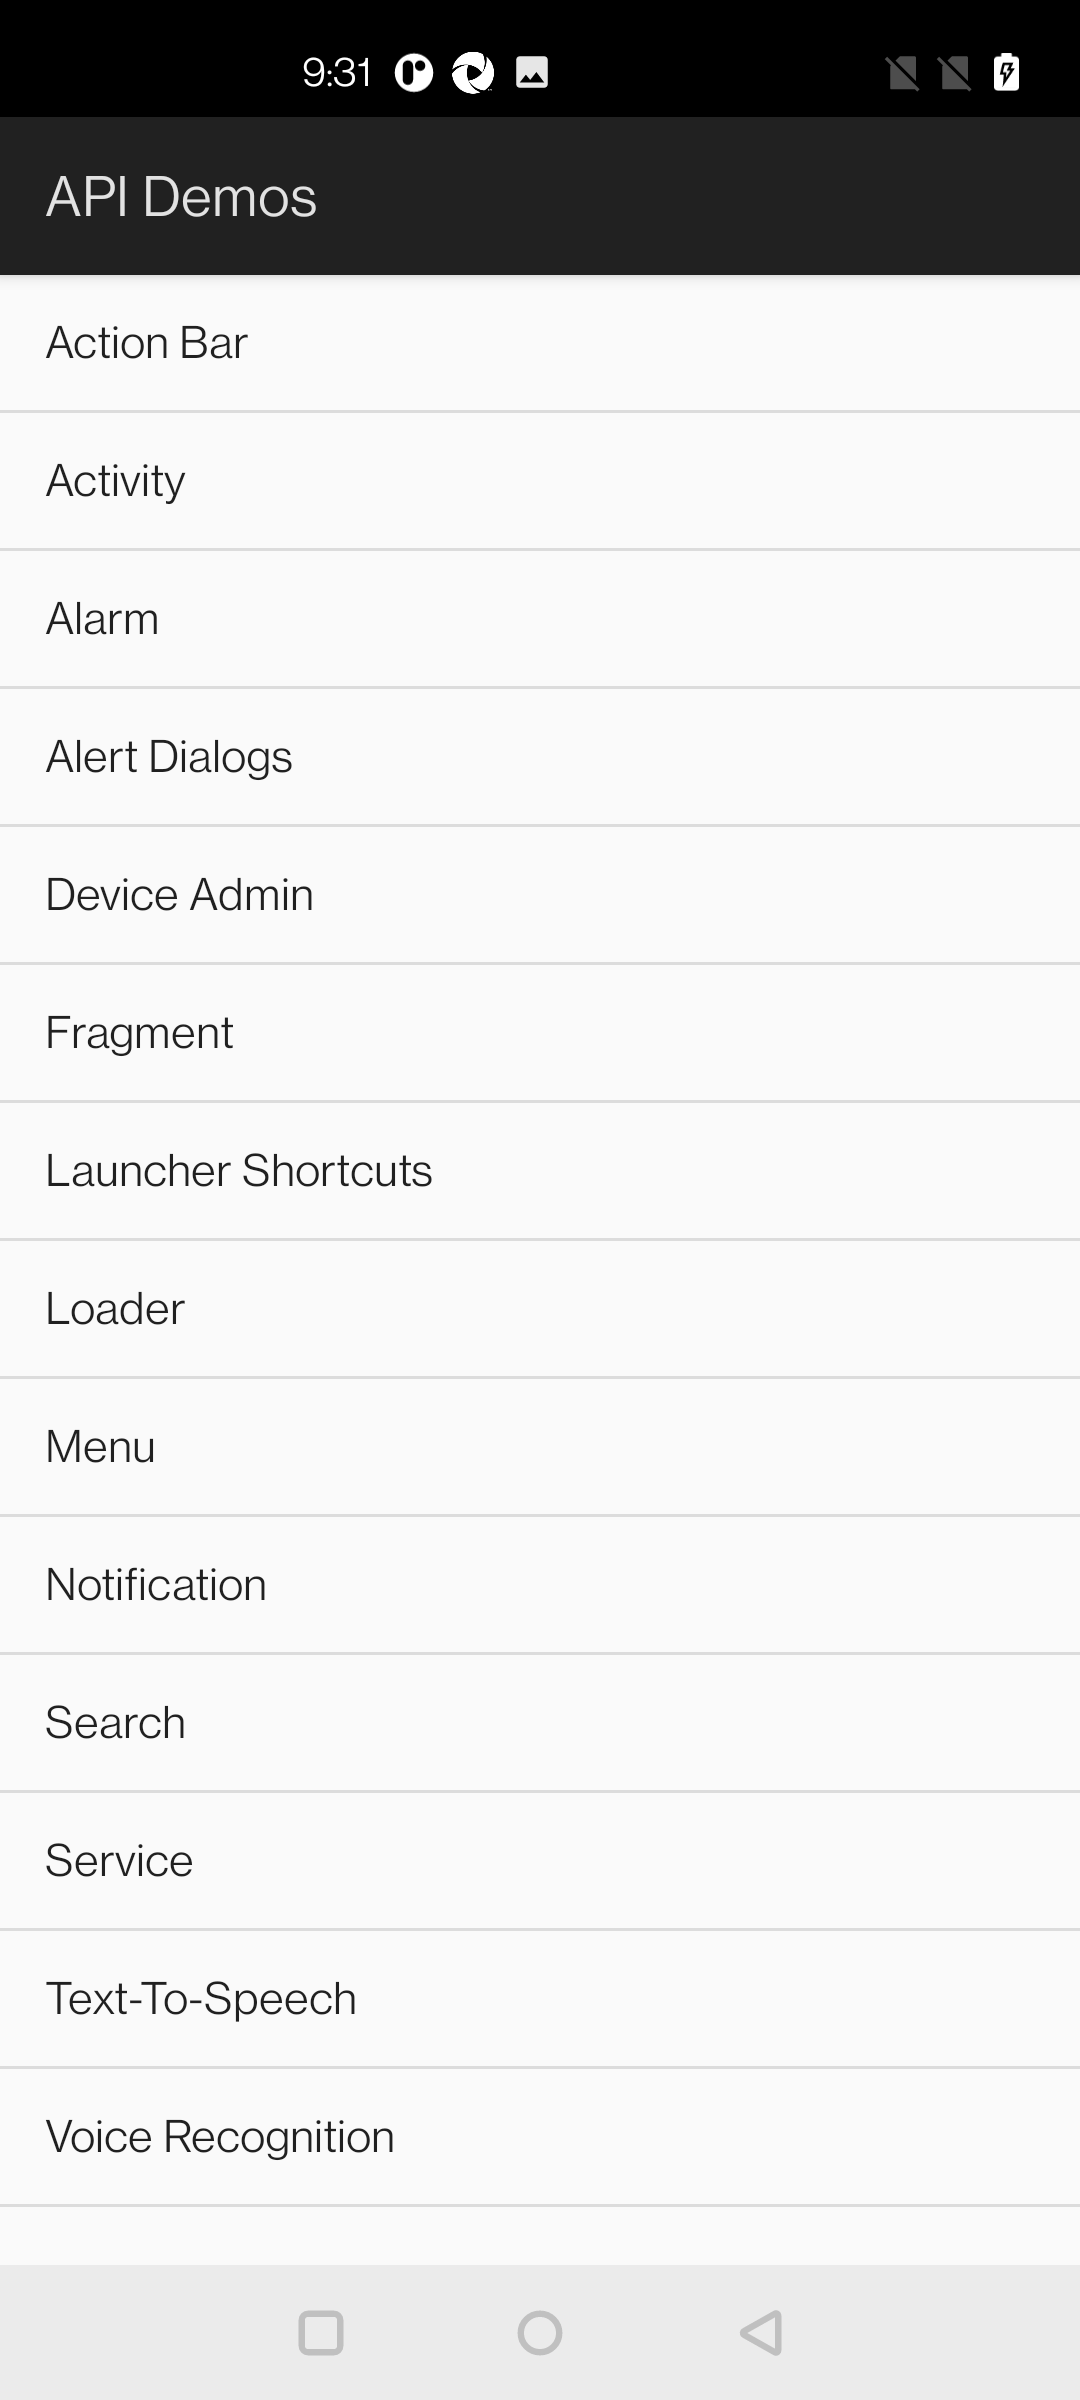 9:31
API Demos
Action Bar
Activity
Alarm
Alert Dialogs
Device Admin
Fragment
Launcher Shortcuts
Loader
Menu
Notification
Search
Service
Text-To-Speech
Voice Recognition